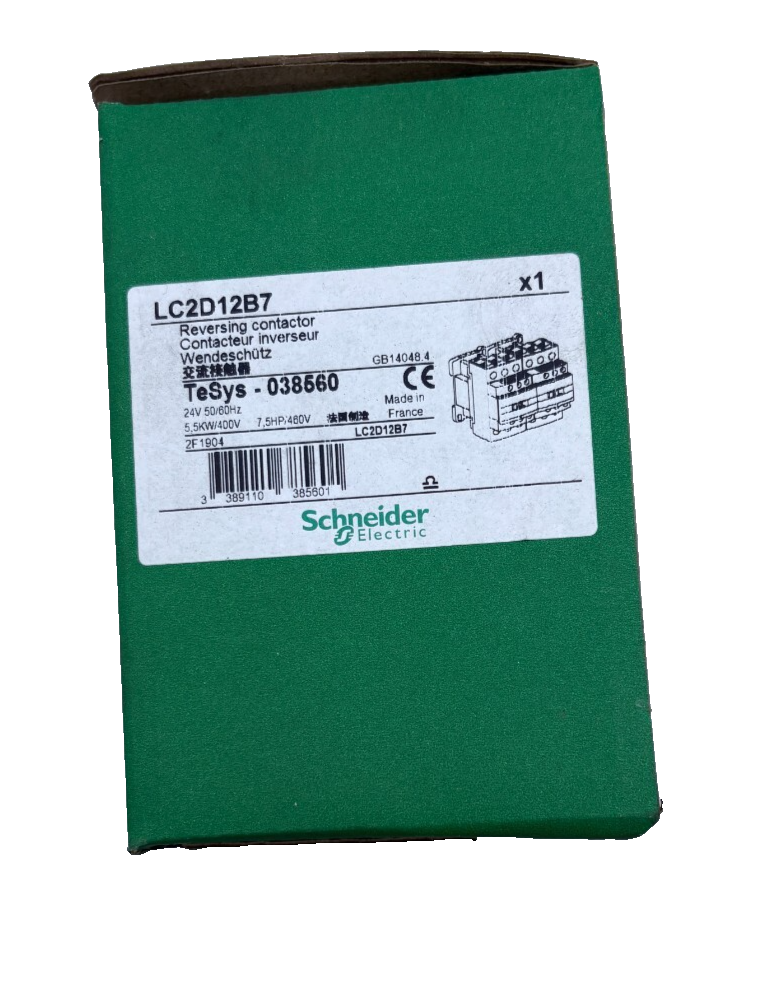 LC2D12B7 x1
Reversing contactor
Contacteur inverseur
Wendeschütz
交流接触器 GB14048.4
TeSys - 038560 CE
24V 50/60Hz Made in
5,5KW/400V 7,5HP/460V 法国制造 France
2F1904 LC2D12B7
3 389110 385601
Schneider
Electric